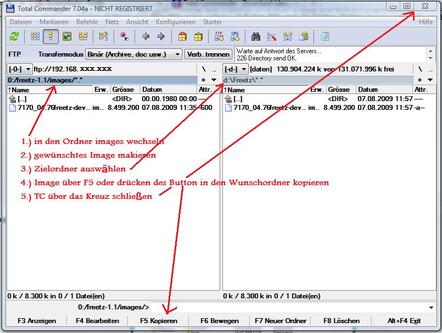 Total Commander 7.04a - NICHT REGISTRIERT
Dateien Markieren Befehle Netz Ansicht Konfigurieren Starter Hilfe
FTP Transfermodus Binär (Archive, doc usw.) Verb. trennen Warte auf Antwort des Servers...
226 Directory send OK.
[-0-] ftp://192.168. xxx.xxx \ .. [-d-] [daten] 130.904.224 k von 131.071.996 k frei \ ..
0:/freetz-1.1/images/*.* * d:\Freetz\*.* *
↑Name Erw. Grösse Datum Attr. ↑Name Erw. Grösse Datum Attr.
[..] <DIR> 00.00.1980 00:00 ---- [..] <DIR> 07.08.2009 11:57 ----
7170_04.76freetz-dev.. im.. 8.499.200 07.08.2009 11:35 -600 7170_04.76freetz-dev.. im.. 8.499.200 07.08.2009 11:57 -a--
1.) in den Ordner images wechseln
2.) gewünschtes Image makieren
3.) Zielordner auswählen
4.) Image über F5 oder drücken des Button in den Wunschordner kopieren
5.) TC über das Kreuz schließen
0 k / 8.300 k in 0 / 1 Datei(en) 0 k / 8.300 k in 0 / 1 Datei(en)
0:/freetz-1.1/images/>
F3 Anzeigen F4 Bearbeiten F5 Kopieren F6 Bewegen F7 Neuer Ordner F8 Löschen Alt+F4 Exit